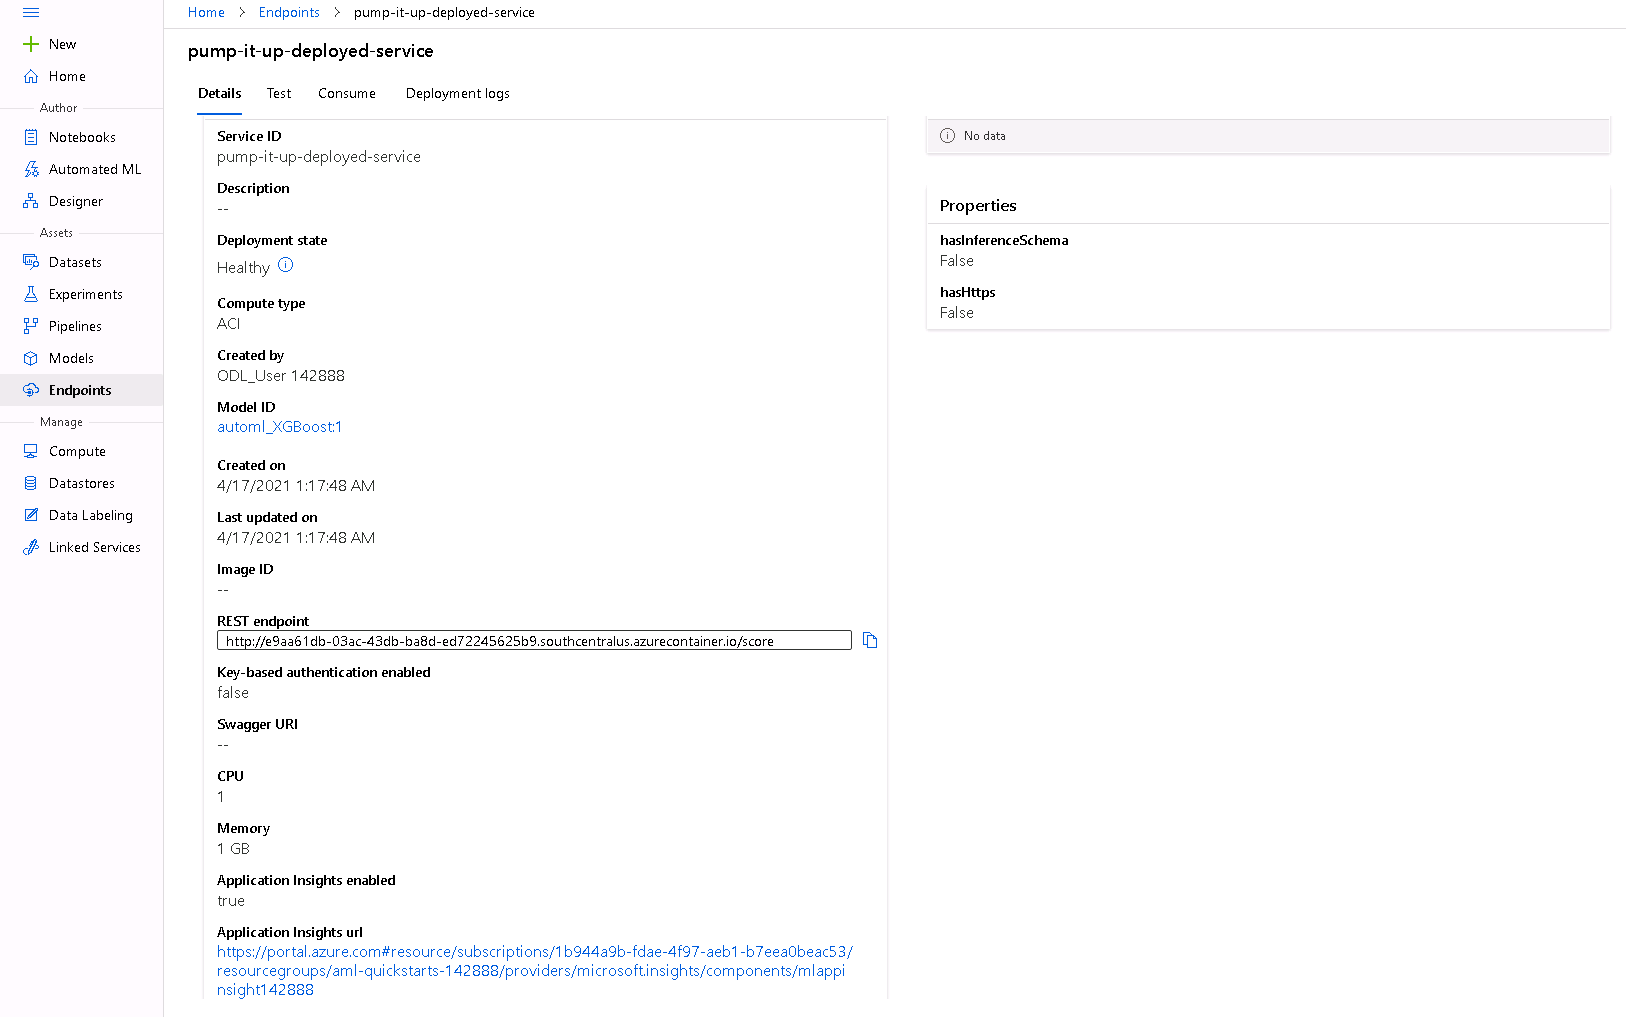 Home > Endpoints > pump-it-up-deployed-service
New
Home
Author
Notebooks
Automated ML
Designer
Assets
Datasets
Experiments
Pipelines
Models
Endpoints
Manage
Compute
Datastores
Data Labeling
Linked Services
pump-it-up-deployed-service
Details Test Consume Deployment logs
Service ID
pump-it-up-deployed-service
Description
--
Deployment state
Healthy
Compute type
ACI
Created by
ODL_User 142888
Model ID
automl_XGBoost:1
Created on
4/17/2021 1:17:48 AM
Last updated on
4/17/2021 1:17:48 AM
Image ID
--
REST endpoint
http://e9aa61db-03ac-43db-ba8d-ed72245625b9.southcentralus.azurecontainer.io/score
Key-based authentication enabled
false
Swagger URI
--
CPU
1
Memory
1 GB
Application Insights enabled
true
Application Insights url
https://portal.azure.com#resource/subscriptions/1b944a9b-fdae-4f97-aeb1-b7eea0beac53/
resourcegroups/aml-quickstarts-142888/providers/microsoft.insights/components/mlappi
nsight142888
No data
Properties
hasInferenceSchema
False
hasHttps
False